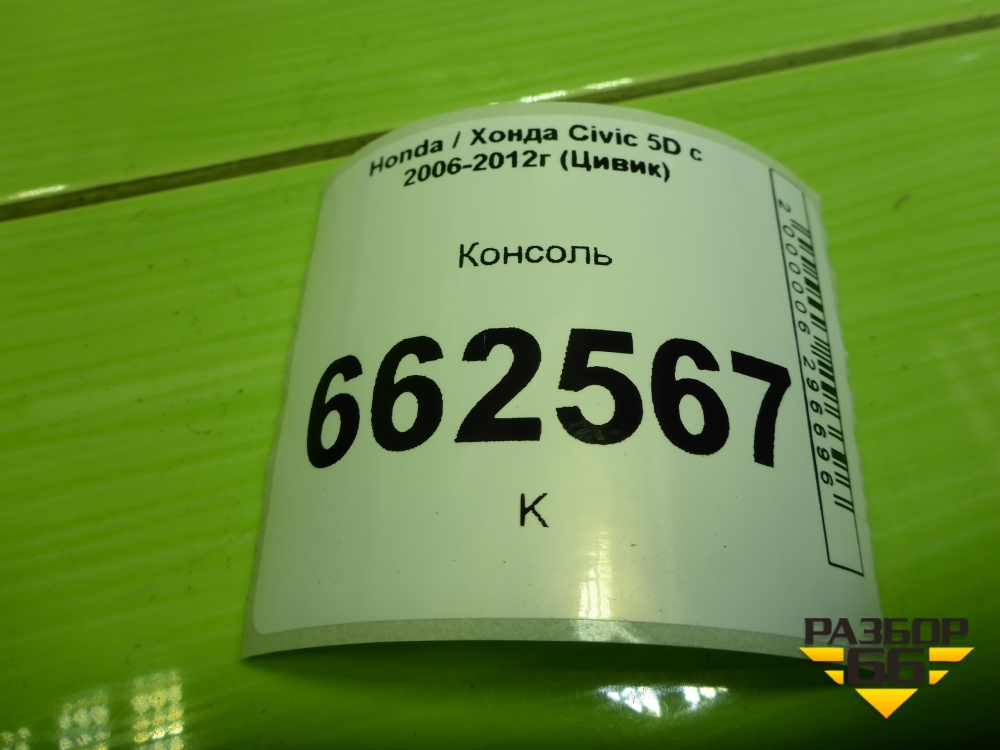 Honda / Хонда Civic 5D с
2006-2012г (Цивик)
Консоль
662567
К
2000006296696
РАЗБОР
66